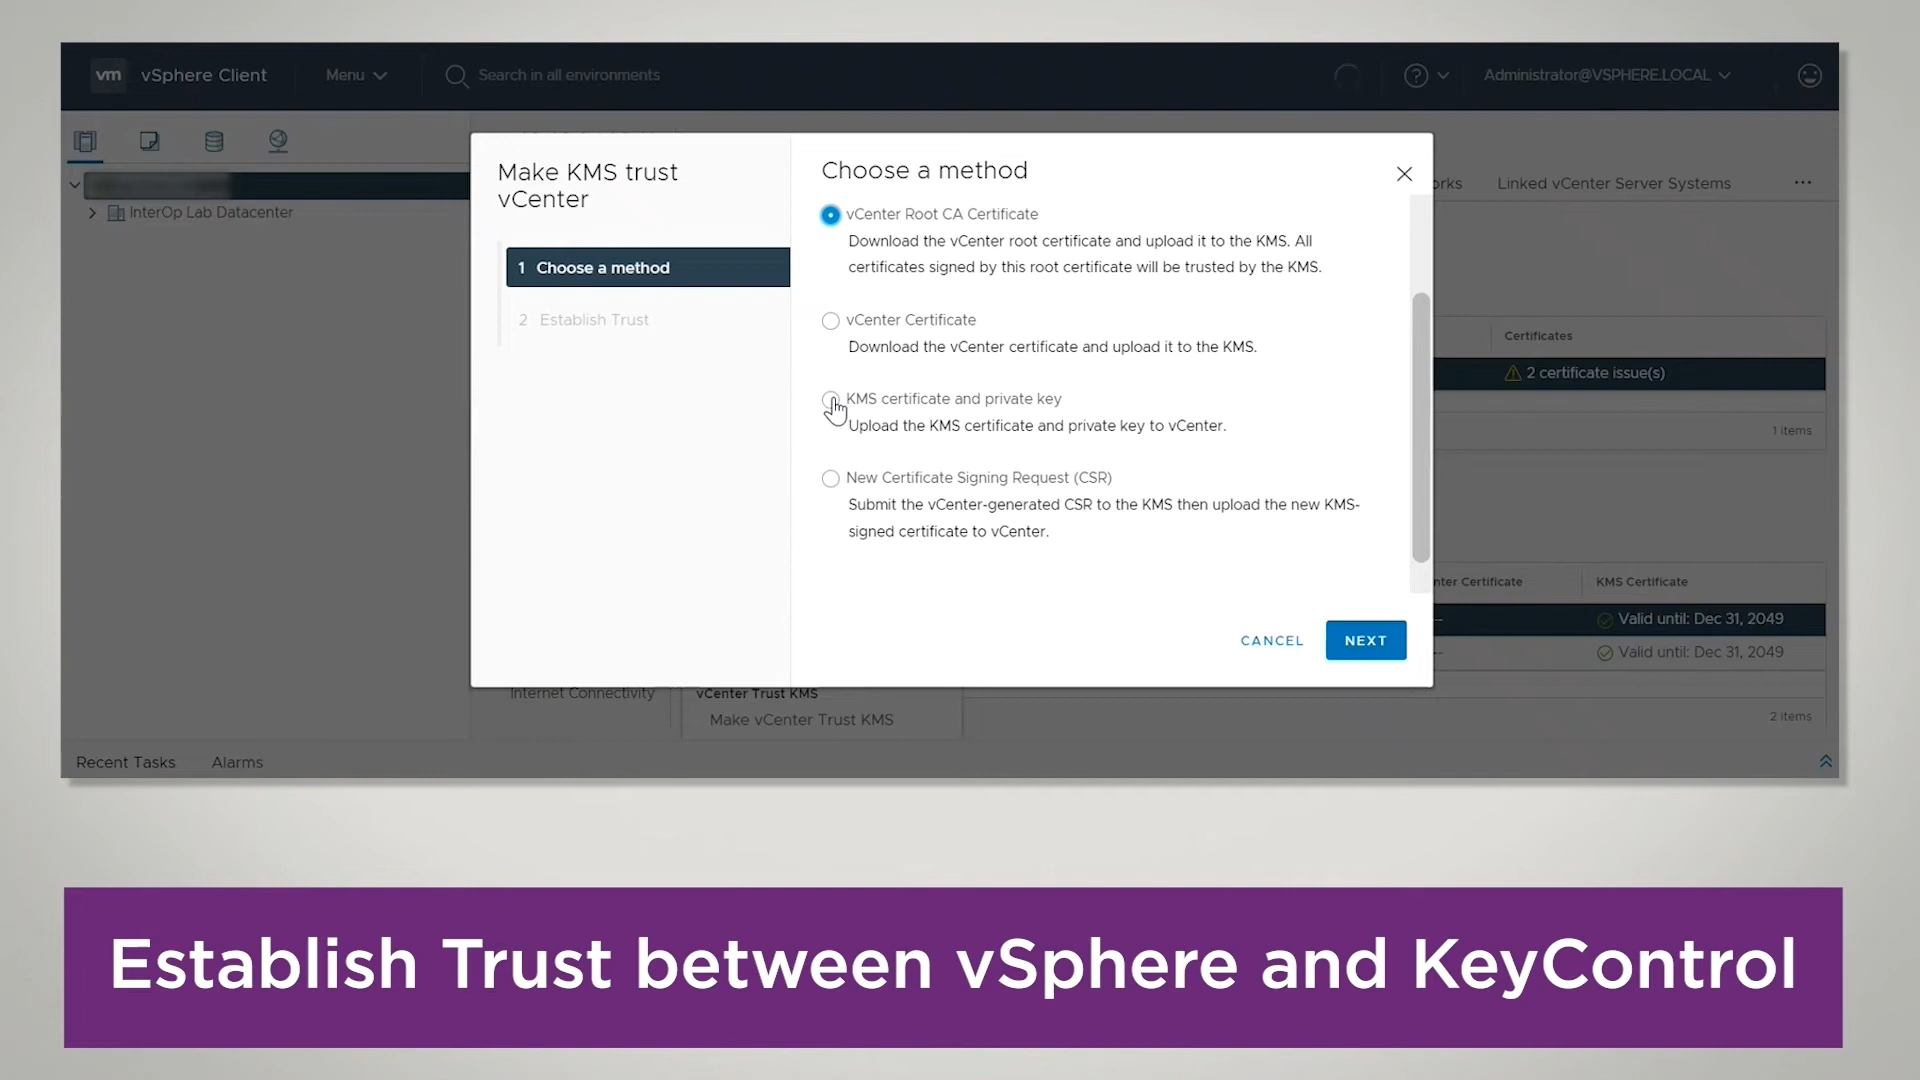 vm vSphere Client Menu Search in all environments Administrator@VSPHERE.LOCAL
InterOp Lab Datacenter
Make KMS trust
vCenter
1 Choose a method
2 Establish Trust
Choose a method
vCenter Root CA Certificate
Download the vCenter root certificate and upload it to the KMS. All
certificates signed by this root certificate will be trusted by the KMS.
vCenter Certificate
Download the vCenter certificate and upload it to the KMS.
KMS certificate and private key
Upload the KMS certificate and private key to vCenter.
New Certificate Signing Request (CSR)
Submit the vCenter-generated CSR to the KMS then upload the new KMS-
signed certificate to vCenter.
CANCEL NEXT
Linked vCenter Server Systems ...
Certificates
2 certificate issue(s)
1 items
Certificate KMS Certificate
-- Valid until: Dec 31, 2049
-- Valid until: Dec 31, 2049
2 items
Internet Connectivity
vCenter Trust KMS
Make vCenter Trust KMS
Recent Tasks Alarms
Establish Trust between vSphere and KeyControl